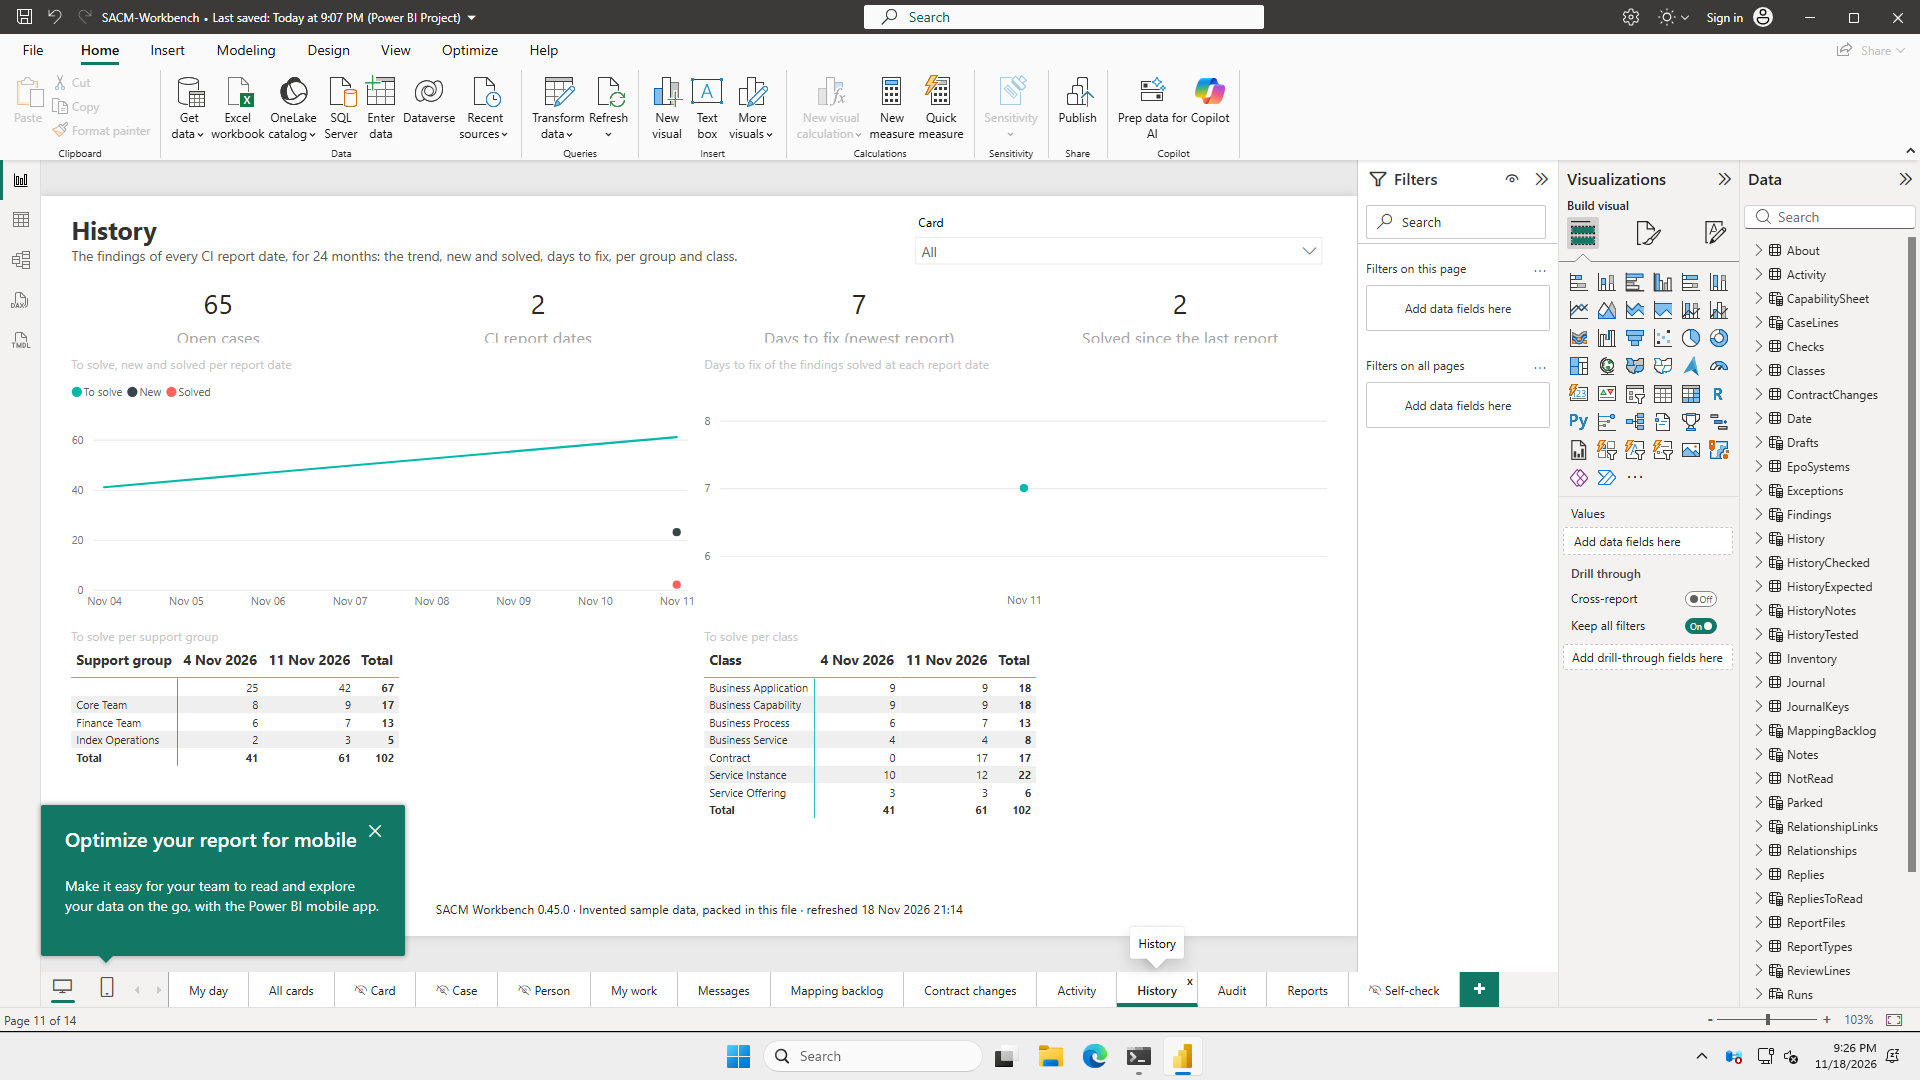 SACM-Workbench • Last saved: Today at 9:07 PM (Power BI Project)
Search
Sign in
File Home Insert Modeling Design View Optimize Help
Share
Paste
Cut
Copy
Format painter
Clipboard
Get data
Excel workbook
OneLake catalog
SQL Server
Enter data
Dataverse
Recent sources
Data
Transform data
Refresh
Queries
New visual
Text box
More visuals
Insert
New visual calculation
New measure
Quick measure
Calculations
Sensitivity
Sensitivity
Publish
Share
Prep data for AI
Copilot
Copilot
History
The findings of every CI report date, for 24 months: the trend, new and solved, days to fix, per group and class.
Card
All
65
Open cases
2
CI report dates
7
Days to fix (newest report)
2
Solved since the last report
To solve, new and solved per report date
To solve New Solved
60
40
20
0
Nov 04 Nov 05 Nov 06 Nov 07 Nov 08 Nov 09 Nov 10 Nov 11
Days to fix of the findings solved at each report date
8
7
6
Nov 11
To solve per support group
Support group 4 Nov 2026 11 Nov 2026 Total
25 42 67
Core Team 8 9 17
Finance Team 6 7 13
Index Operations 2 3 5
Total 41 61 102
To solve per class
Class 4 Nov 2026 11 Nov 2026 Total
Business Application 9 9 18
Business Capability 9 9 18
Business Process 6 7 13
Business Service 4 4 8
Contract 0 17 17
Service Instance 10 12 22
Service Offering 3 3 6
Total 41 61 102
Optimize your report for mobile
Make it easy for your team to read and explore
your data on the go, with the Power BI mobile app.
SACM Workbench 0.45.0 · Invented sample data, packed in this file · refreshed 18 Nov 2026 21:14
History
Filters
Search
Filters on this page
Add data fields here
Filters on all pages
Add data fields here
Visualizations
Build visual
123
R
Py
Values
Add data fields here
Drill through
Cross-report
Off
Keep all filters
On
Add drill-through fields here
Data
Search
About
Activity
CapabilitySheet
CaseLines
Checks
Classes
ContractChanges
Date
Drafts
EpoSystems
Exceptions
Findings
History
HistoryChecked
HistoryExpected
HistoryNotes
HistoryTested
Inventory
Journal
JournalKeys
MappingBacklog
Notes
NotRead
Parked
RelationshipLinks
Relationships
Replies
RepliesToRead
ReportFiles
ReportTypes
ReviewLines
Runs
DAX
TMDL
My day All cards Card Case Person My work Messages Mapping backlog Contract changes Activity History x Audit Reports Self-check +
Page 11 of 14
- + 103%
Search
9:26 PM
11/18/2026